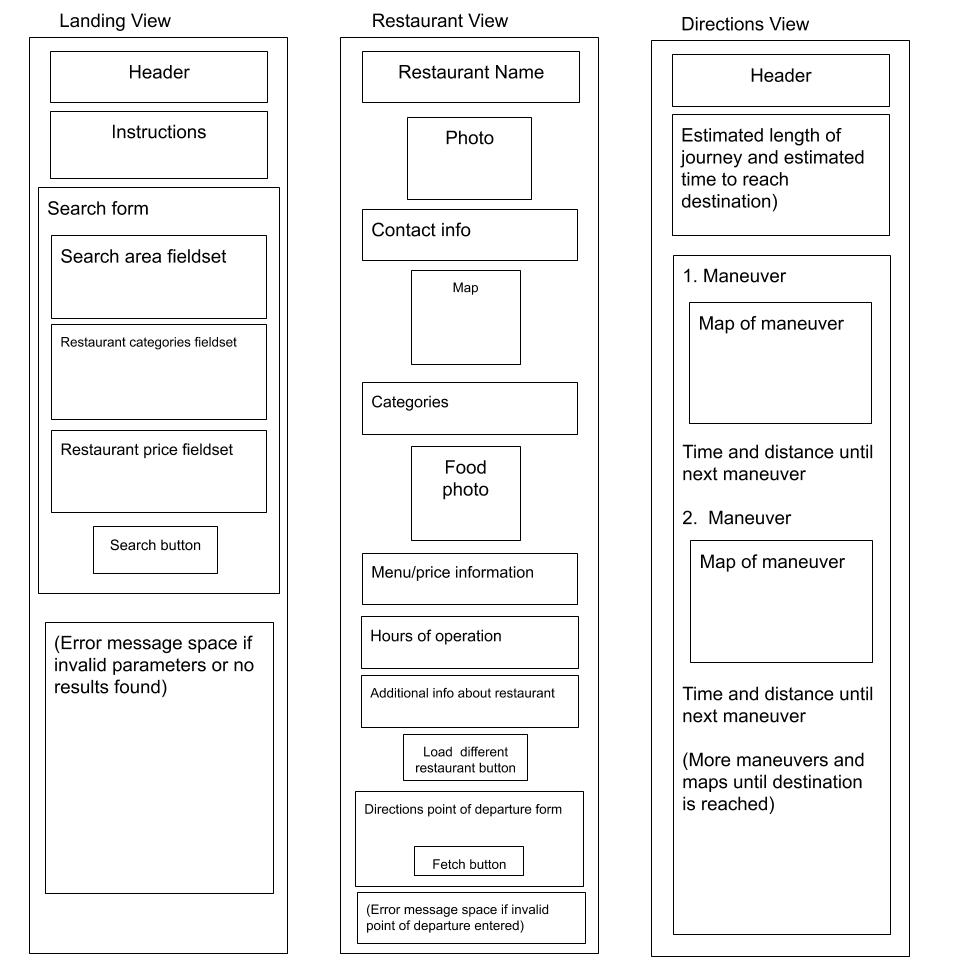 Landing View
Header
Instructions
Search form
Search area fieldset
Restaurant categories fieldset
Restaurant price fieldset
Search button
(Error message space if
invalid parameters or no
results found)
Restaurant View
Restaurant Name
Photo
Contact info
Map
Categories
Food
photo
Menu/price information
Hours of operation
Additional info about restaurant
Load different
restaurant button
Directions point of departure form
Fetch button
(Error message space if invalid
point of departure entered)
Directions View
Header
Estimated length of
journey and estimated
time to reach
destination)
1. Maneuver
Map of maneuver
Time and distance until
next maneuver
2. Maneuver
Map of maneuver
Time and distance until
next maneuver
(More maneuvers and
maps until destination
is reached)